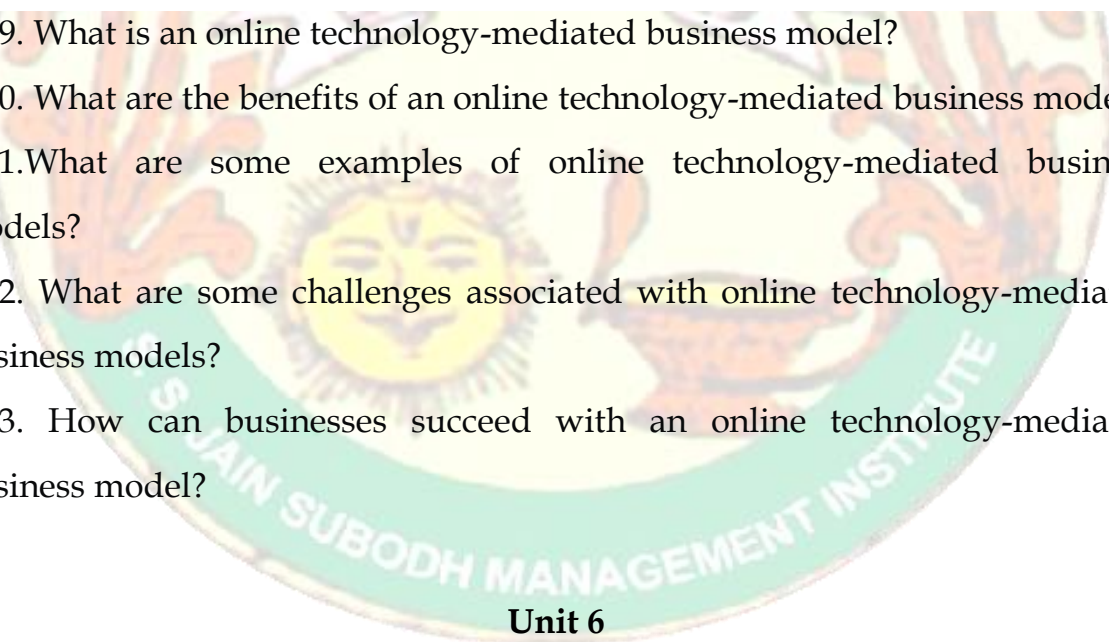 9. What is an online technology-mediated business model?
0. What are the benefits of an online technology-mediated business mode
1.What are some examples of online technology-mediated busin
odels?
2. What are some challenges associated with online technology-media
siness models?
3. How can businesses succeed with an online technology-media
siness model?
S. S. JAIN SUBODH MANAGEMENT INSTITUTE
Unit 6